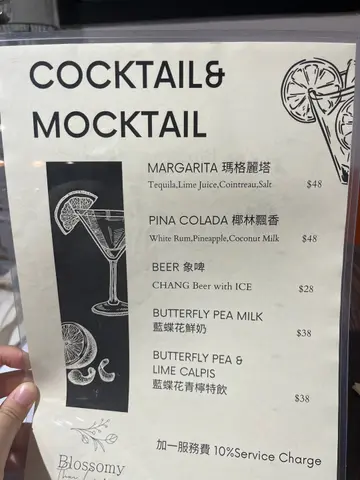 COCKTAIL&
MOCKTAIL
MARGARITA 瑪格麗塔
Tequila,Lime Juice,Cointreau,Salt $48
PINA COLADA 椰林飄香
White Rum,Pineapple,Coconut Milk $48
BEER 象啤
CHANG Beer with ICE $28
BUTTERFLY PEA MILK
藍蝶花鮮奶 $38
BUTTERFLY PEA &
LIME CALPIS
藍蝶花青檸特飲 $38
加一服務費 10%Service Charge
Blossomy
Thai